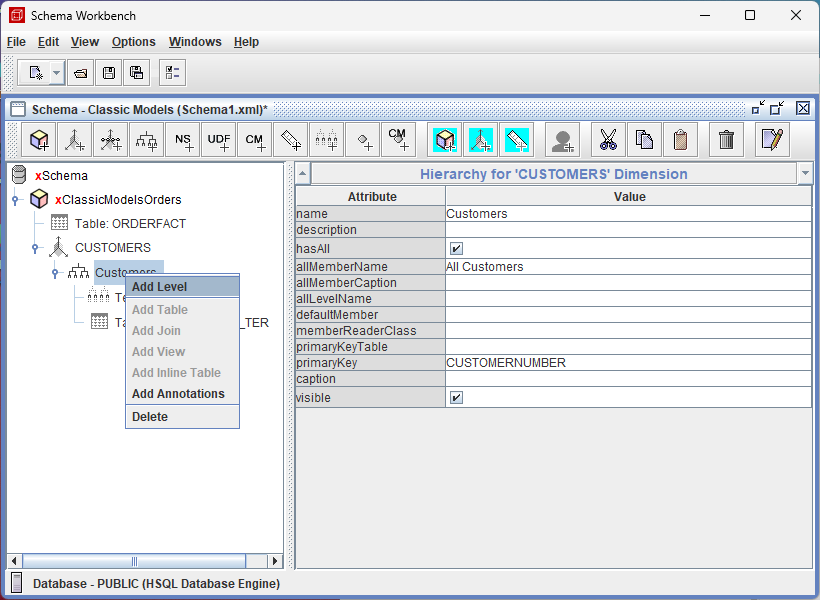 Schema Workbench
File Edit View Options Windows Help
Schema - Classic Models (Schema1.xml)*
NS UDF CM CM
xSchema
xClassicModelsOrders
Table: ORDERFACT
CUSTOMERS
Customers
Te
Ta _TER
Add Level
Add Table
Add Join
Add View
Add Inline Table
Add Annotations
Delete
Hierarchy for 'CUSTOMERS' Dimension
Attribute Value
name Customers
description
hasAll
allMemberName All Customers
allMemberCaption
allLevelName
defaultMember
memberReaderClass
primaryKeyTable
primaryKey CUSTOMERNUMBER
caption
visible
Database - PUBLIC (HSQL Database Engine)